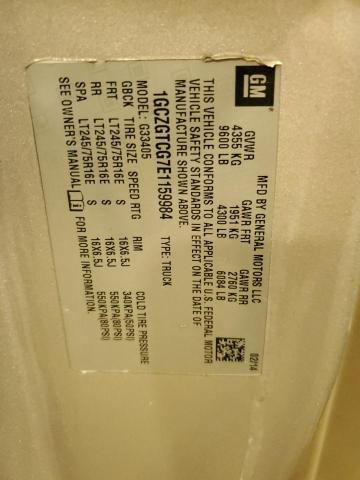 GM
MFD BY GENERAL MOTORS LLC
02/14
GVWR GAWR FRT GAWR RR
4355 KG 1951 KG 2760 KG
9600 LB 4300 LB 6084 LB
THIS VEHICLE CONFORMS TO ALL APPLICABLE U.S. FEDERAL MOTOR
VEHICLE SAFETY STANDARDS IN EFFECT ON THE DATE OF
MANUFACTURE SHOWN ABOVE.
1GCZGTCG7E1159984 TYPE: TRUCK
MODEL: G33405
GBCK TIRE SIZE SPEED RTG RIM COLD TIRE PRESSURE
FRT LT245/75R16E S 16X6.5J 340KPA(50PSI)
RR LT245/75R16E S 16X6.5J 550KPA(80PSI)
SPA LT245/75R16E S 16X6.5J 550KPA(80PSI)
SEE OWNER'S MANUAL